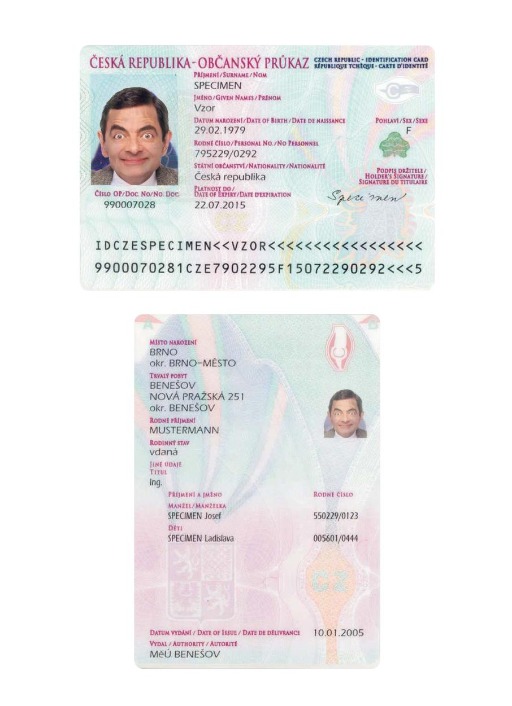 ČESKÁ REPUBLIKA - OBČANSKÝ PRŮKAZ CZECH REPUBLIC - IDENTIFICATION CARD
RÉPUBLIQUE TCHÈQUE - CARTE D'IDENTITÉ
PŘÍJMENÍ / SURNAME / NOM
SPECIMEN
JMÉNO / GIVEN NAMES / PRÉNOM
Vzor
DATUM NAROZENÍ / DATE OF BIRTH / DATE DE NAISSANCE POHLAVÍ / SEX / SEXE
29.02.1979 F
RODNÉ ČÍSLO / PERSONAL NO. / NO PERSONNEL
795229/0292
STÁTNÍ OBČANSTVÍ / NATIONALITY / NATIONALITÉ
Česká republika
PODPIS DRŽITELE /
HOLDER'S SIGNATURE /
SIGNATURE DU TITULAIRE
Specimen
ČÍSLO OP / DOC. NO / NO. DOC.
990007028
PLATNOST DO /
DATE OF EXPIRY / DATE D'EXPIRATION
22.07.2015
IDCZESPECIMEN<<VZOR<<<<<<<<<<<<<<<<<
9900070281CZE7902295F15072290292<<<5
MÍSTO NAROZENÍ
BRNO
okr. BRNO-MĚSTO
TRVALÝ POBYT
BENEŠOV
NOVÁ PRAŽSKÁ 251
okr. BENEŠOV
RODNÉ PŘÍJMENÍ
MUSTERMANN
RODINNÝ STAV
vdaná
JINÉ ÚDAJE
TITUL
Ing.
PŘÍJMENÍ A JMÉNO RODNÉ ČÍSLO
MANŽEL / MANŽELKA
SPECIMEN Josef 550229/0123
DĚTI
SPECIMEN Ladislava 005601/0444
CZ
DATUM VYDÁNÍ / DATE OF ISSUE / DATE DE DÉLIVRANCE 10.01.2005
VYDAL / AUTHORITY / AUTORITÉ
MěÚ BENEŠOV